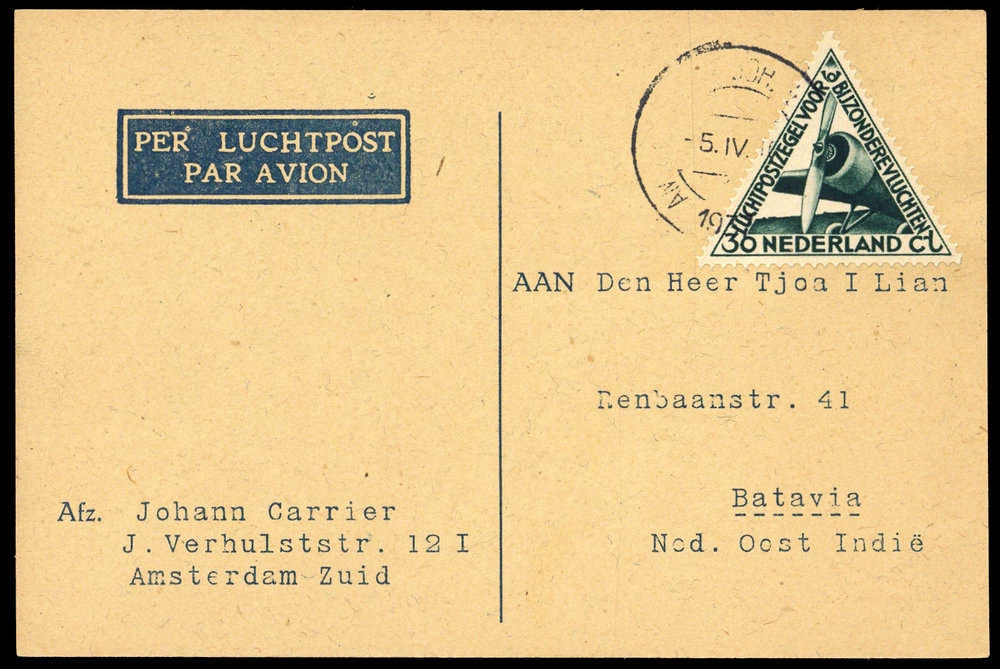 PER LUCHTPOST
PAR AVION
5. IV
LUCHTPOSTZEGEL VOOR BIJZONDERE VLUCHTEN
30 NEDERLAND CT
AAN Den Heer Tjoa I Lian
Renbaanstr. 41
Batavia
Ned. Oost Indië
Afz. Johann Carrier
J. Verhulststr. 12 I
Amsterdam Zuid